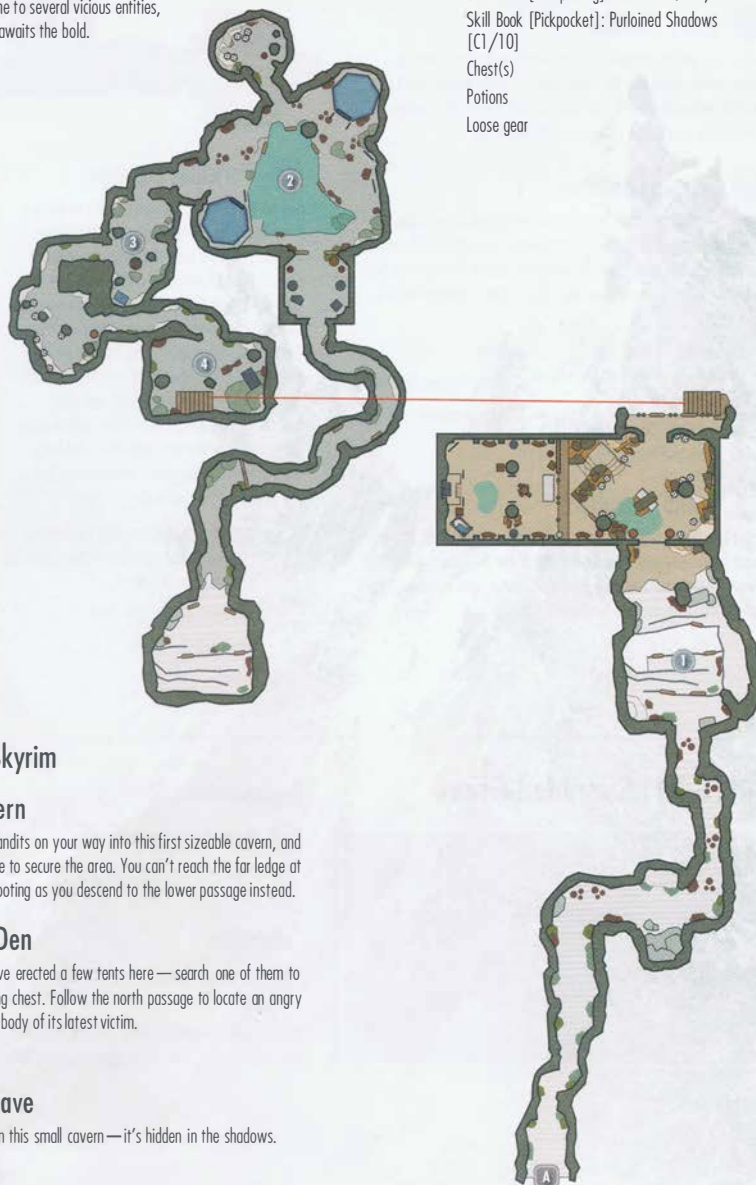 ne to several vicious entities,
awaits the bold.
Skill Book [Pickpocket]: Purloined Shadows
[C1/10]
Chest(s)
Potions
Loose gear
2
3
4
1
A
Skyrim
ern
andits on your way into this first sizeable cavern, and
e to secure the area. You can't reach the far ledge at
ooting as you descend to the lower passage instead.
Den
ve erected a few tents here — search one of them to
ng chest. Follow the north passage to locate an angry
body of its latest victim.
ave
n this small cavern — it's hidden in the shadows.